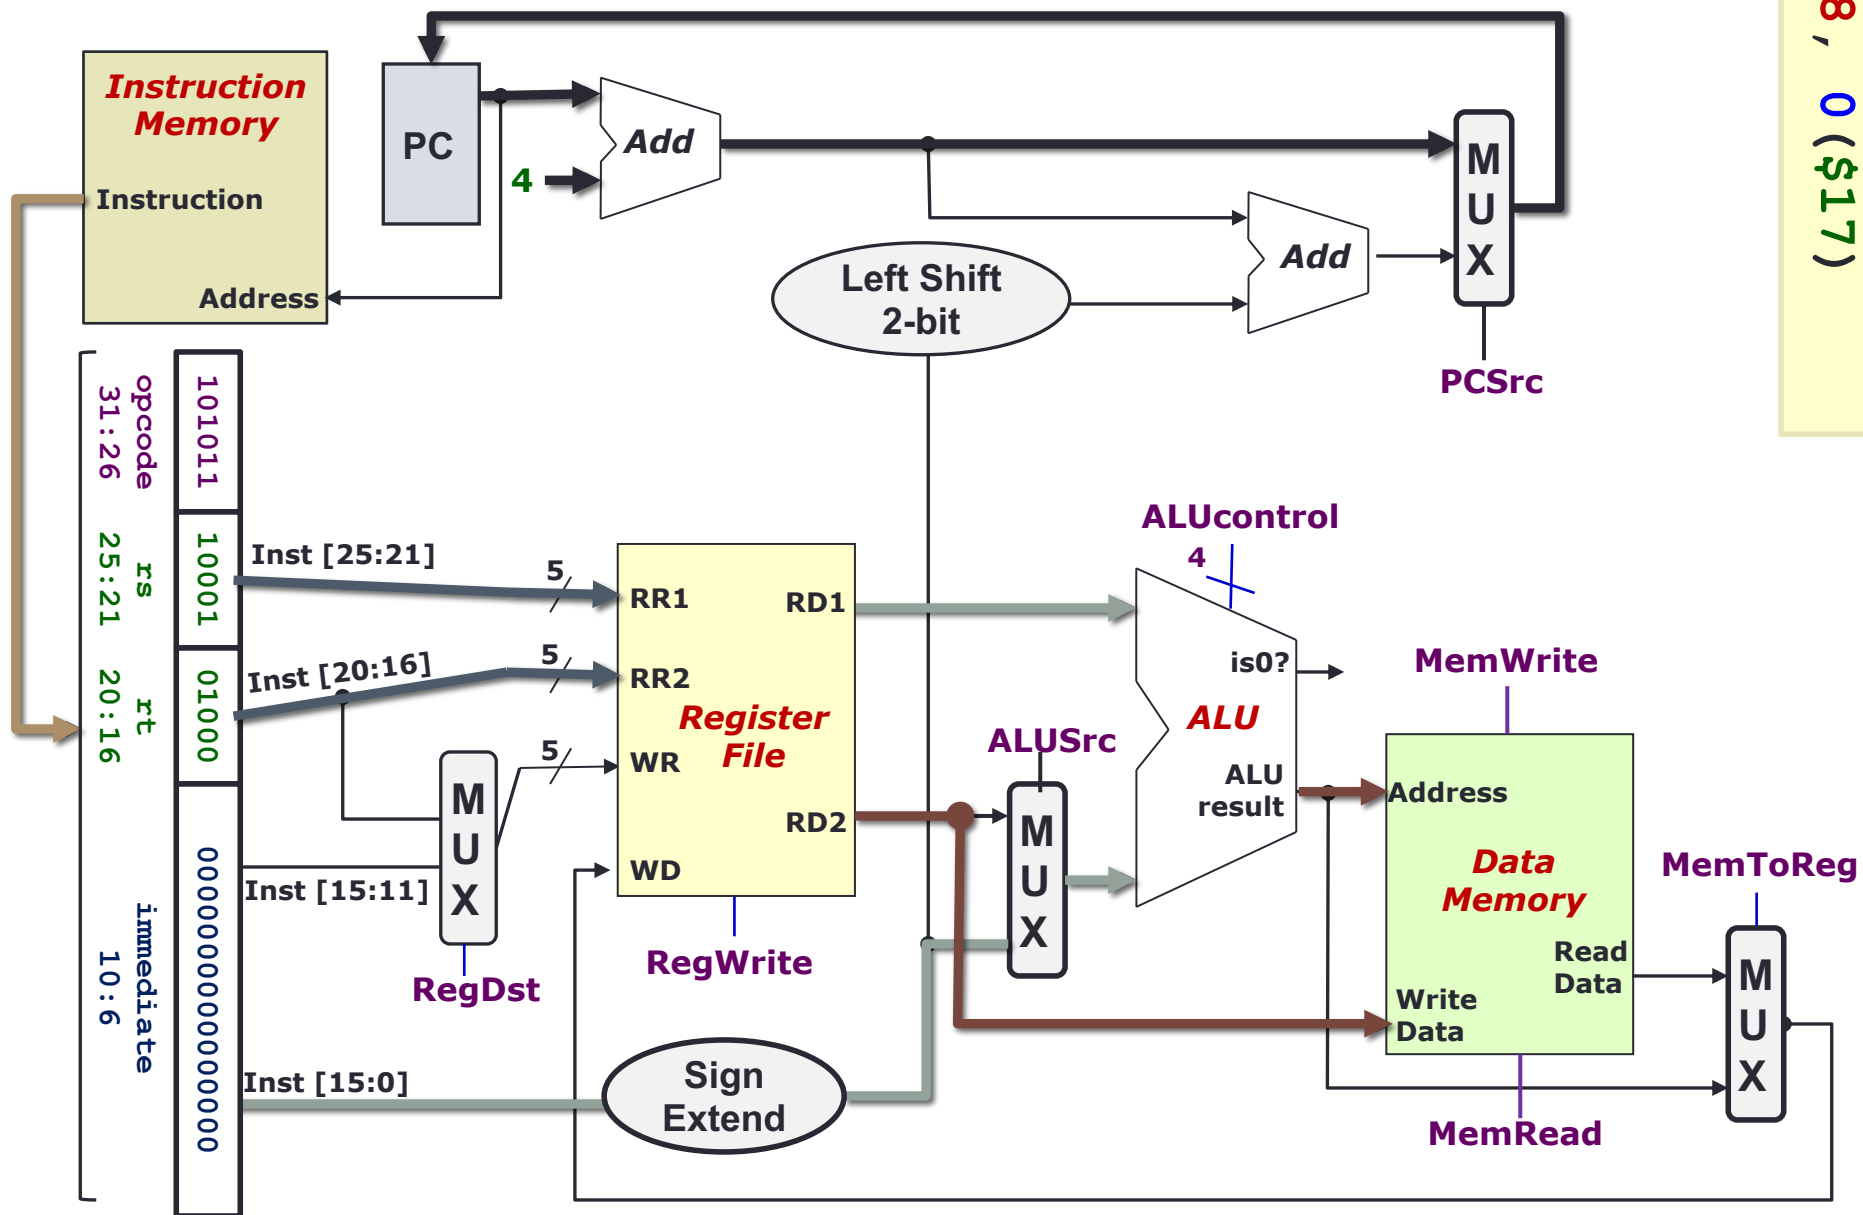 Instruction
Memory
Instruction
Address
PC
4
Add
Left Shift
2-bit
Add
M
U
X
PCSrc
8, 0($17)
opcode
31:26
101011
rs
25:21
10001
rt
20:16
01000
immediate
10:6
0000000000000000
Inst [25:21]
5
Inst [20:16]
5
5
Inst [15:11]
Inst [15:0]
M
U
X
RegDst
RR1
RR2
WR
WD
RD1
RD2
Register
File
RegWrite
Sign
Extend
ALUSrc
M
U
X
ALUcontrol
4
is0?
ALU
ALU
result
MemWrite
Address
Data
Memory
Read
Data
Write
Data
MemRead
MemToReg
M
U
X